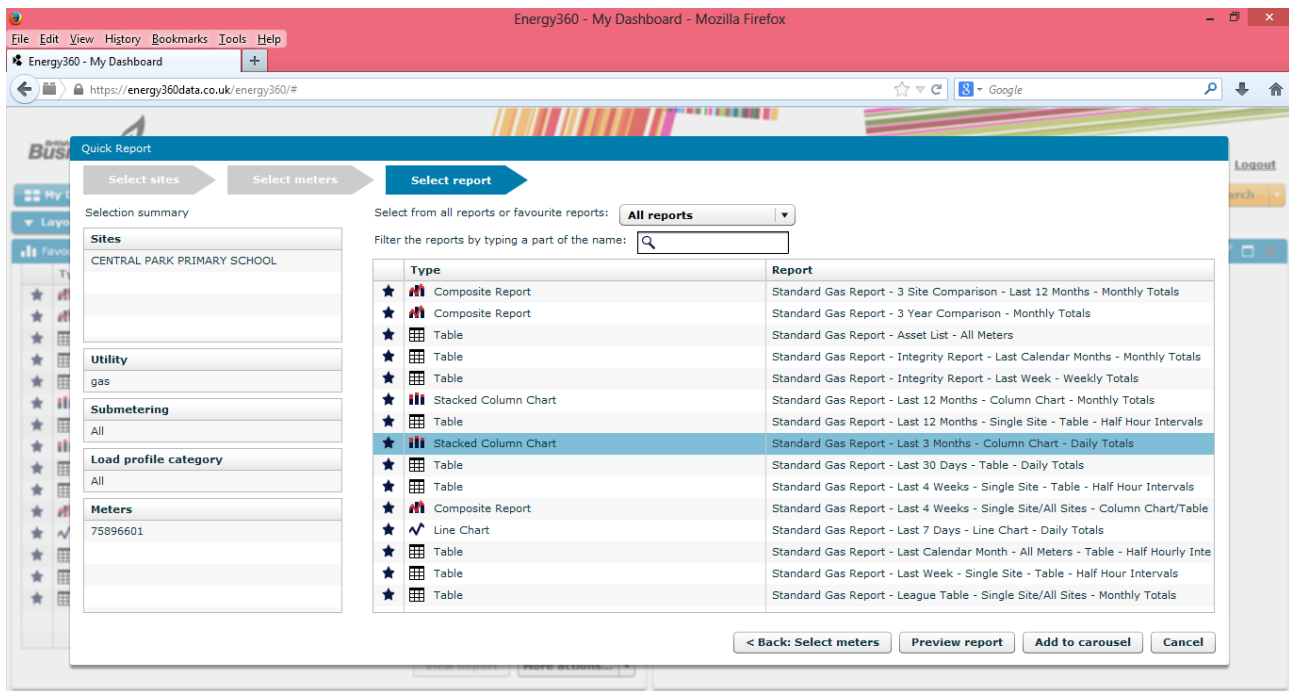 Energy360 - My Dashboard - Mozilla Firefox
File Edit View History Bookmarks Tools Help
Energy360 - My Dashboard
https://energy360data.co.uk/energy360/#
Google
Quick Report
Logout
Select sites Select meters Select report
Selection summary
Select from all reports or favourite reports: All reports
Filter the reports by typing a part of the name:
Sites
CENTRAL PARK PRIMARY SCHOOL
Utility
gas
Submetering
All
Load profile category
All
Meters
75896601
Type Report
Composite Report Standard Gas Report - 3 Site Comparison - Last 12 Months - Monthly Totals
Composite Report Standard Gas Report - 3 Year Comparison - Monthly Totals
Table Standard Gas Report - Asset List - All Meters
Table Standard Gas Report - Integrity Report - Last Calendar Months - Monthly Totals
Table Standard Gas Report - Integrity Report - Last Week - Weekly Totals
Stacked Column Chart Standard Gas Report - Last 12 Months - Column Chart - Monthly Totals
Table Standard Gas Report - Last 12 Months - Single Site - Table - Half Hour Intervals
Stacked Column Chart Standard Gas Report - Last 3 Months - Column Chart - Daily Totals
Table Standard Gas Report - Last 30 Days - Table - Daily Totals
Table Standard Gas Report - Last 4 Weeks - Single Site - Table - Half Hour Intervals
Composite Report Standard Gas Report - Last 4 Weeks - Single Site/All Sites - Column Chart/Table
Line Chart Standard Gas Report - Last 7 Days - Line Chart - Daily Totals
Table Standard Gas Report - Last Calendar Month - All Meters - Table - Half Hourly Inte
Table Standard Gas Report - Last Week - Single Site - Table - Half Hour Intervals
Table Standard Gas Report - League Table - Single Site/All Sites - Monthly Totals
< Back: Select meters Preview report Add to carousel Cancel
View Report More actions...